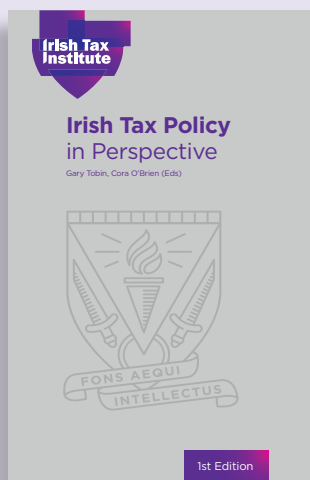 Irish Tax
Institute
Irish Tax Policy
in Perspective
Gary Tobin, Cora O'Brien (Eds)
FONS AEQUI
INTELLECTUS
1st Edition